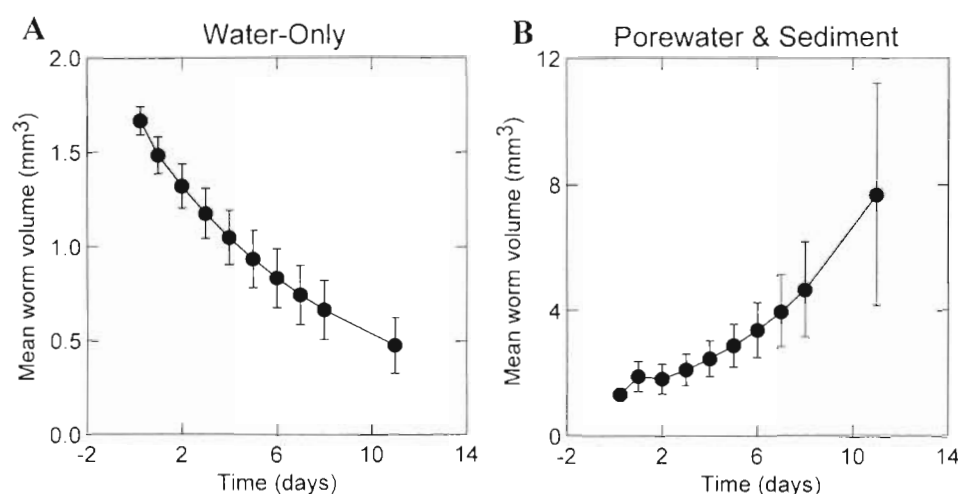 A
Water-Only
Mean worm volume (mm³)
2.0
1.5
1.0
0.5
0.0
-2
2
6
10
14
Time (days)
B
Porewater & Sediment
Mean worm volume (mm³)
12
8
4
0
-2
2
6
10
14
Time (days)